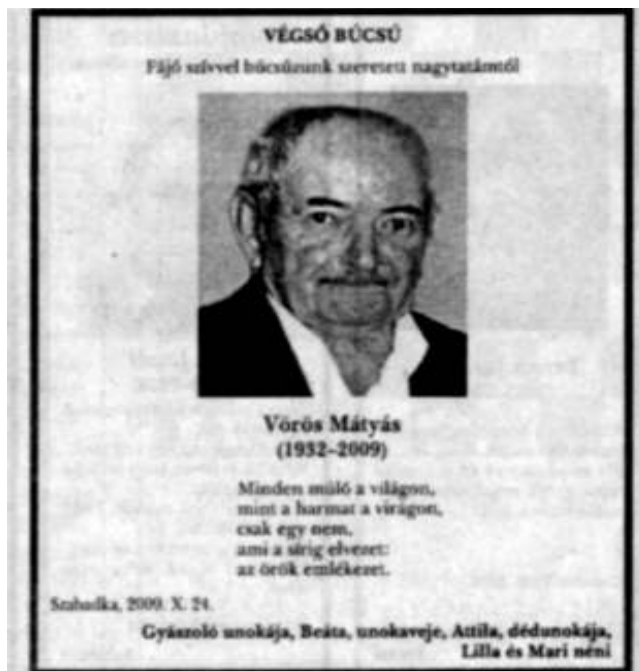 VÉGSŐ BÚCSÚ
Fájó szívvel búcsúzunk szeretett nagytatámtól
Vörös Mátyás
(1932–2009)
Minden múló a világon,
mint a harmat a virágon,
csak egy nem,
ami a sírig elvezet:
az örök emlékezet.
Szabadka, 2009. X. 24.
Gyászoló unokája, Beáta, unokaveje, Attila, dédunokája,
Lilla és Mari néni